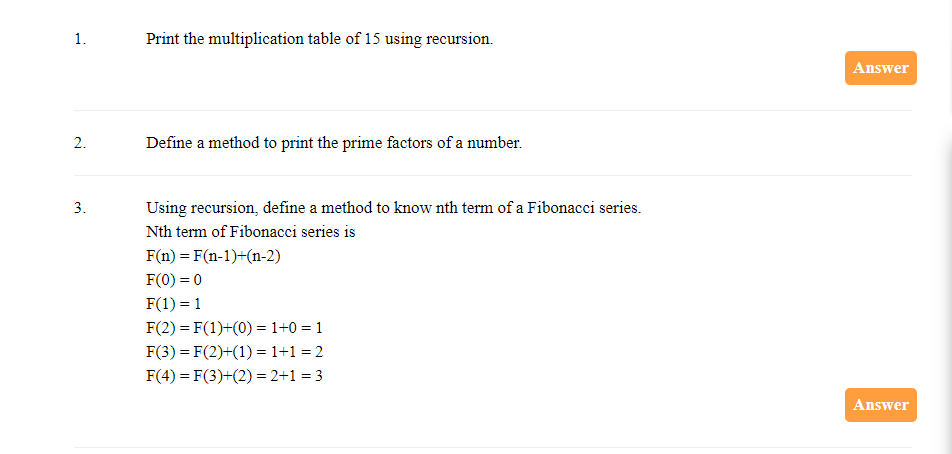 1. Print the multiplication table of 15 using recursion.
Answer
2. Define a method to print the prime factors of a number.
3. Using recursion, define a method to know nth term of a Fibonacci series.
Nth term of Fibonacci series is
F(n) = F(n-1)+(n-2)
F(0) = 0
F(1) = 1
F(2) = F(1)+(0) = 1+0 = 1
F(3) = F(2)+(1) = 1+1 = 2
F(4) = F(3)+(2) = 2+1 = 3
Answer